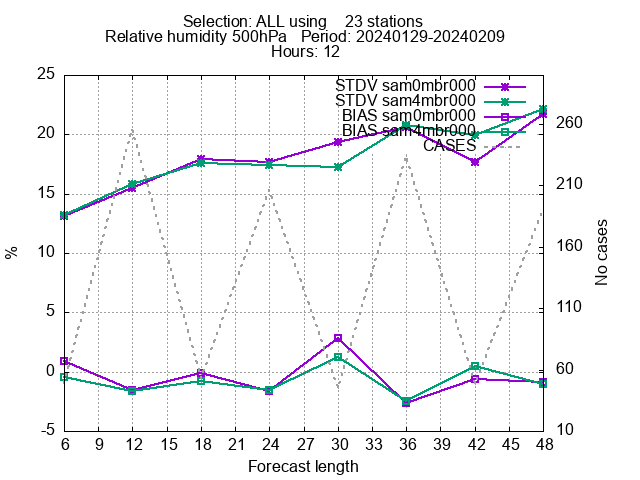 Selection: ALL using 23 stations
Relative humidity 500hPa Period: 20240129-20240209
Hours: 12
STDV sam0mbr000
STDV sam4mbr000
BIAS sam0mbr000
BIAS sam4mbr000
CASES
25
20
15
10
5
0
-5
%
260
210
160
110
60
10
No cases
6 9 12 15 18 21 24 27 30 33 36 39 42 45 48
Forecast length